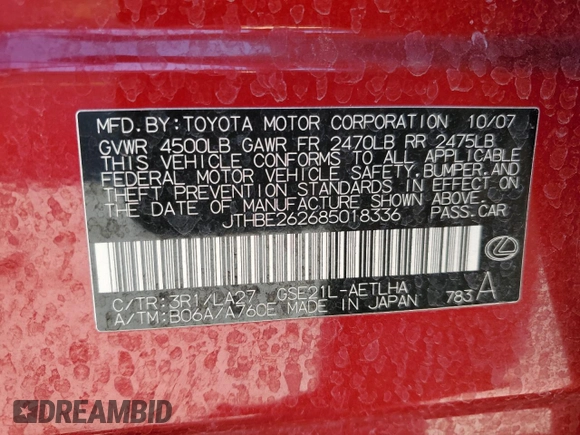 MFD. BY: TOYOTA MOTOR CORPORATION 10/07
GVWR 4500LB GAWR FR 2470LB RR 2475LB
THIS VEHICLE CONFORMS TO ALL APPLICABLE
FEDERAL MOTOR VEHICLE SAFETY, BUMPER, AND
THEFT PREVENTION STANDARDS IN EFFECT ON
THE DATE OF MANUFACTURE SHOWN ABOVE.
JTHBE262685018336 PASS. CAR
C/TR: 3R1/LA27 GSE21L-AETLHA
A/TM: B06A/A760E MADE IN JAPAN 783 A
DREAMBID